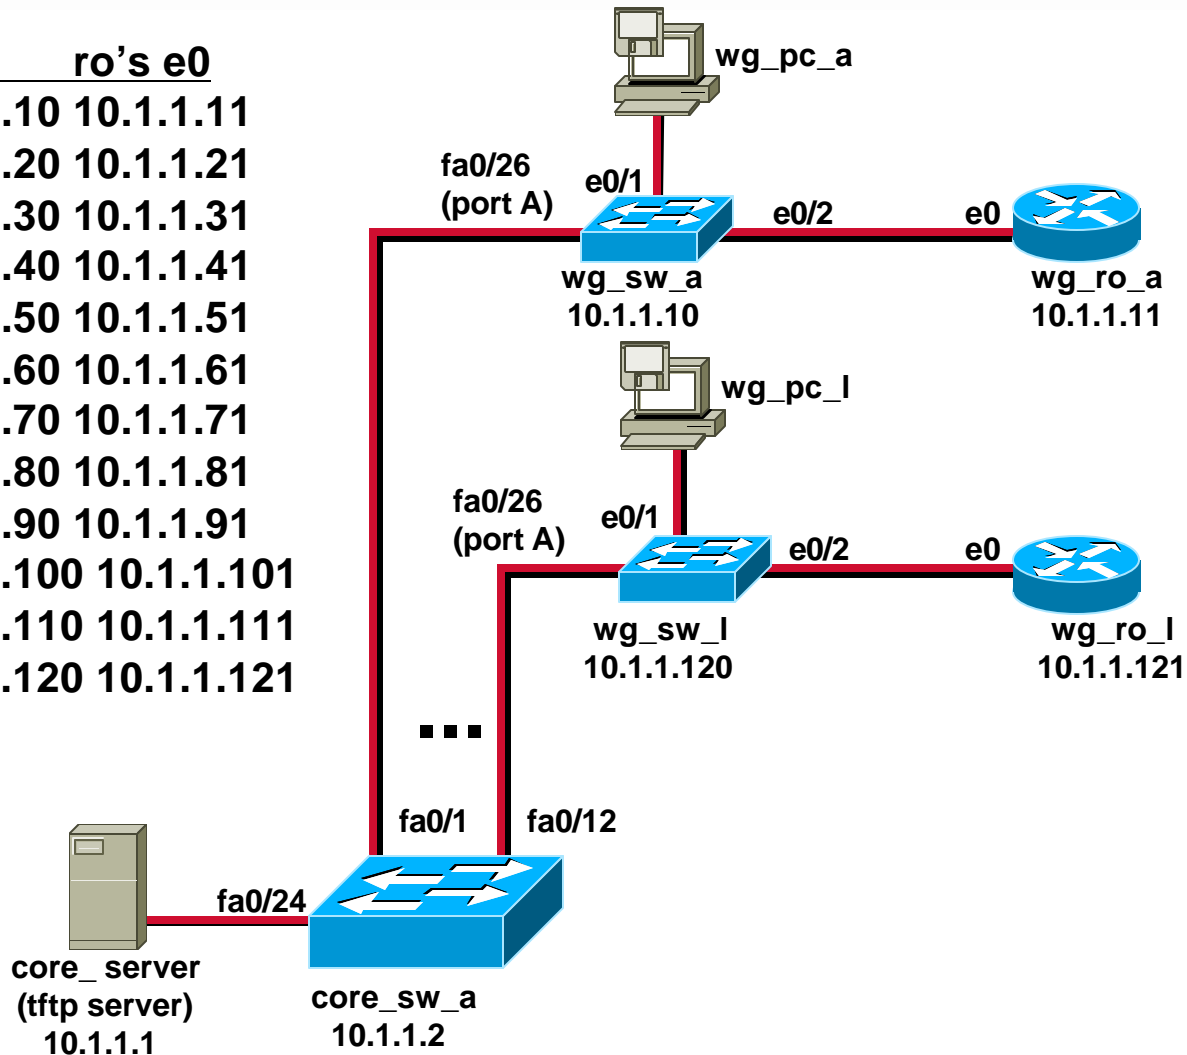 ro's e0
.10 10.1.1.11
.20 10.1.1.21
.30 10.1.1.31
.40 10.1.1.41
.50 10.1.1.51
.60 10.1.1.61
.70 10.1.1.71
.80 10.1.1.81
.90 10.1.1.91
.100 10.1.1.101
.110 10.1.1.111
.120 10.1.1.121
wg_pc_a
fa0/26
(port A)
e0/1
e0/2
e0
wg_sw_a
10.1.1.10
wg_ro_a
10.1.1.11
wg_pc_l
fa0/26
(port A)
e0/1
e0/2
e0
wg_sw_l
10.1.1.120
wg_ro_l
10.1.1.121
...
fa0/1
fa0/12
fa0/24
core_ server
(tftp server)
10.1.1.1
core_sw_a
10.1.1.2